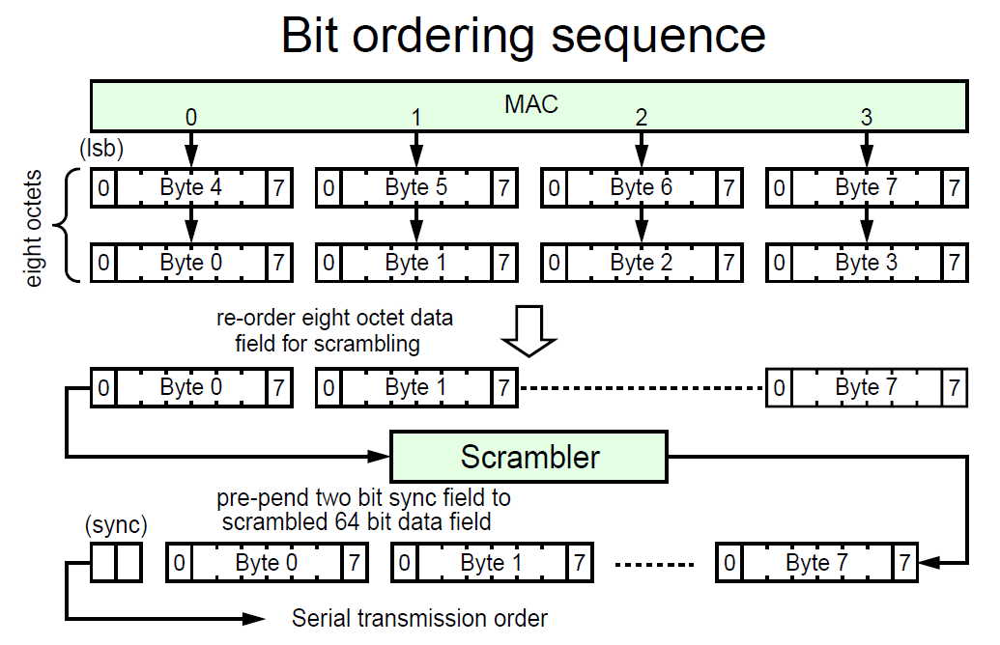 Bit ordering sequence
MAC
0 1 2 3
(lsb)
eight octets
0 Byte 4 7 0 Byte 5 7 0 Byte 6 7 0 Byte 7 7
0 Byte 0 7 0 Byte 1 7 0 Byte 2 7 0 Byte 3 7
re-order eight octet data
field for scrambling
0 Byte 0 7 0 Byte 1 7 0 Byte 7 7
Scrambler
pre-pend two bit sync field to
scrambled 64 bit data field
(sync)
0 Byte 0 7 0 Byte 1 7 0 Byte 7 7
Serial transmission order